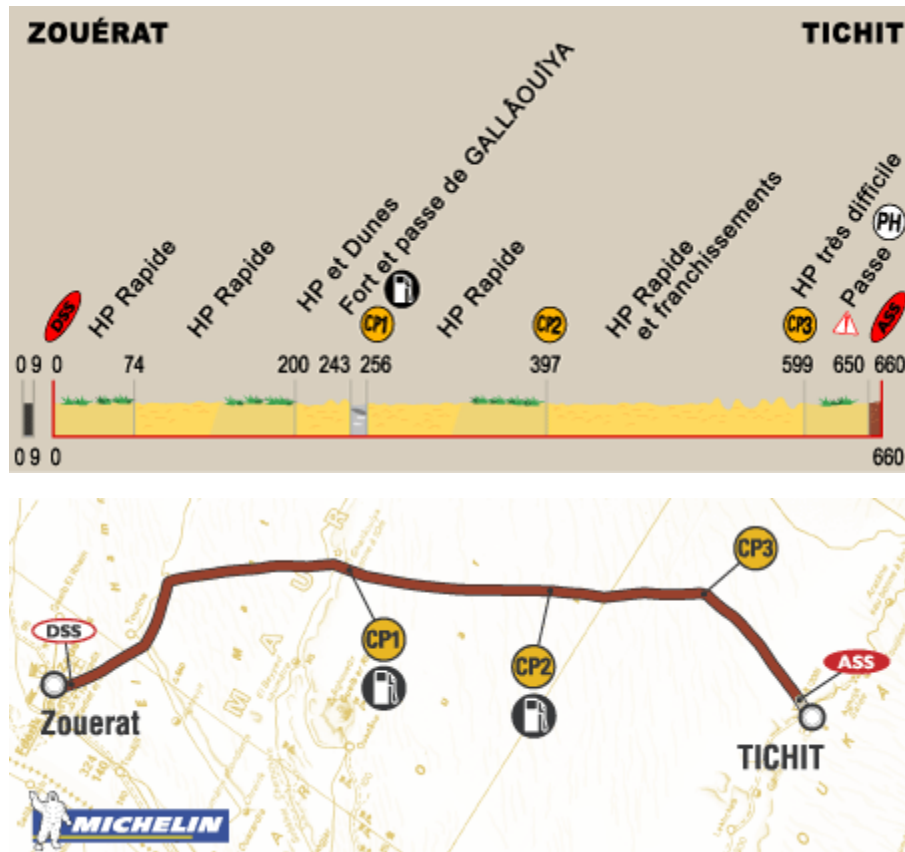 ZOUÉRAT
TICHIT
DSS
HP Rapide
HP Rapide
HP et Dunes
Fort et passe de GALLÂOUÎYA
CP1
HP Rapide
CP2
HP Rapide
et franchissements
CP3
HP très difficile
Passe
PH
ASS
0 9 0 74 200 243 256 397 599 650 660
0 9 0 660
CP3
DSS
CP1
CP2
ASS
Zouerat
TICHIT
MICHELIN